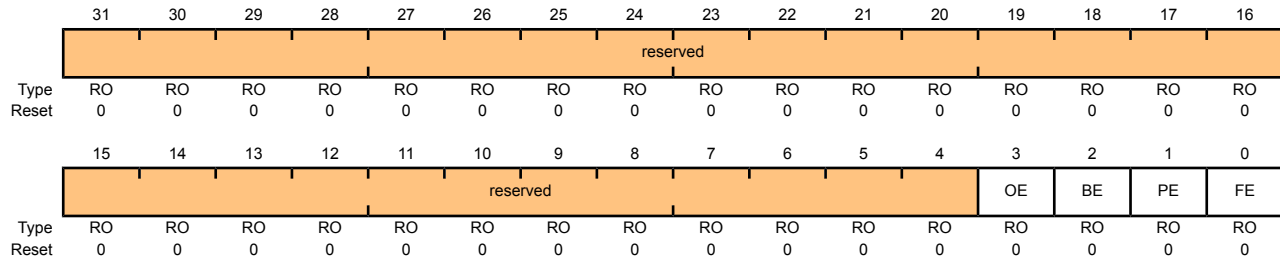 31 30 29 28 27 26 25 24 23 22 21 20 19 18 17 16
reserved
Type RO RO RO RO RO RO RO RO RO RO RO RO RO RO RO RO
Reset 0 0 0 0 0 0 0 0 0 0 0 0 0 0 0 0
15 14 13 12 11 10 9 8 7 6 5 4 3 2 1 0
reserved OE BE PE FE
Type RO RO RO RO RO RO RO RO RO RO RO RO RO RO RO RO
Reset 0 0 0 0 0 0 0 0 0 0 0 0 0 0 0 0